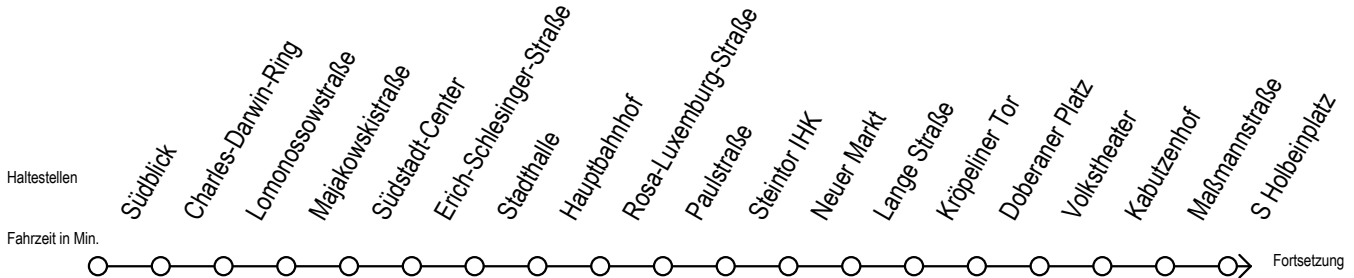 Haltestellen
Südblick
Charles-Darwin-Ring
Lomonossowstraße
Majakowskistraße
Südstadt-Center
Erich-Schlesinger-Straße
Stadthalle
Hauptbahnhof
Rosa-Luxemburg-Straße
Paulstraße
Steintor IHK
Neuer Markt
Lange Straße
Kröpeliner Tor
Doberaner Platz
Volkstheater
Kabutzenhof
Maßmannstraße
S Holbeinplatz
Fahrzeit in Min.
Fortsetzung